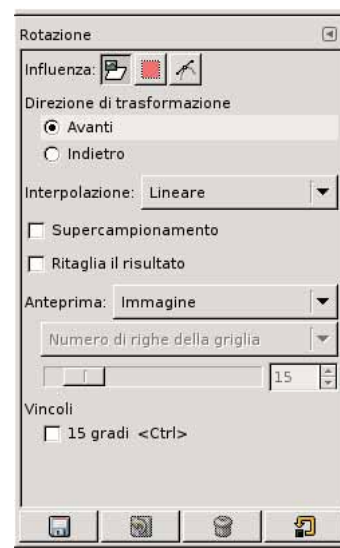 Rotazione
Influenza:
Direzione di trasformazione
Avanti
Indietro
Interpolazione: Lineare
Supercampionamento
Ritaglia il risultato
Anteprima: Immagine
Numero di righe della griglia
15
Vincoli
15 gradi <Ctrl>